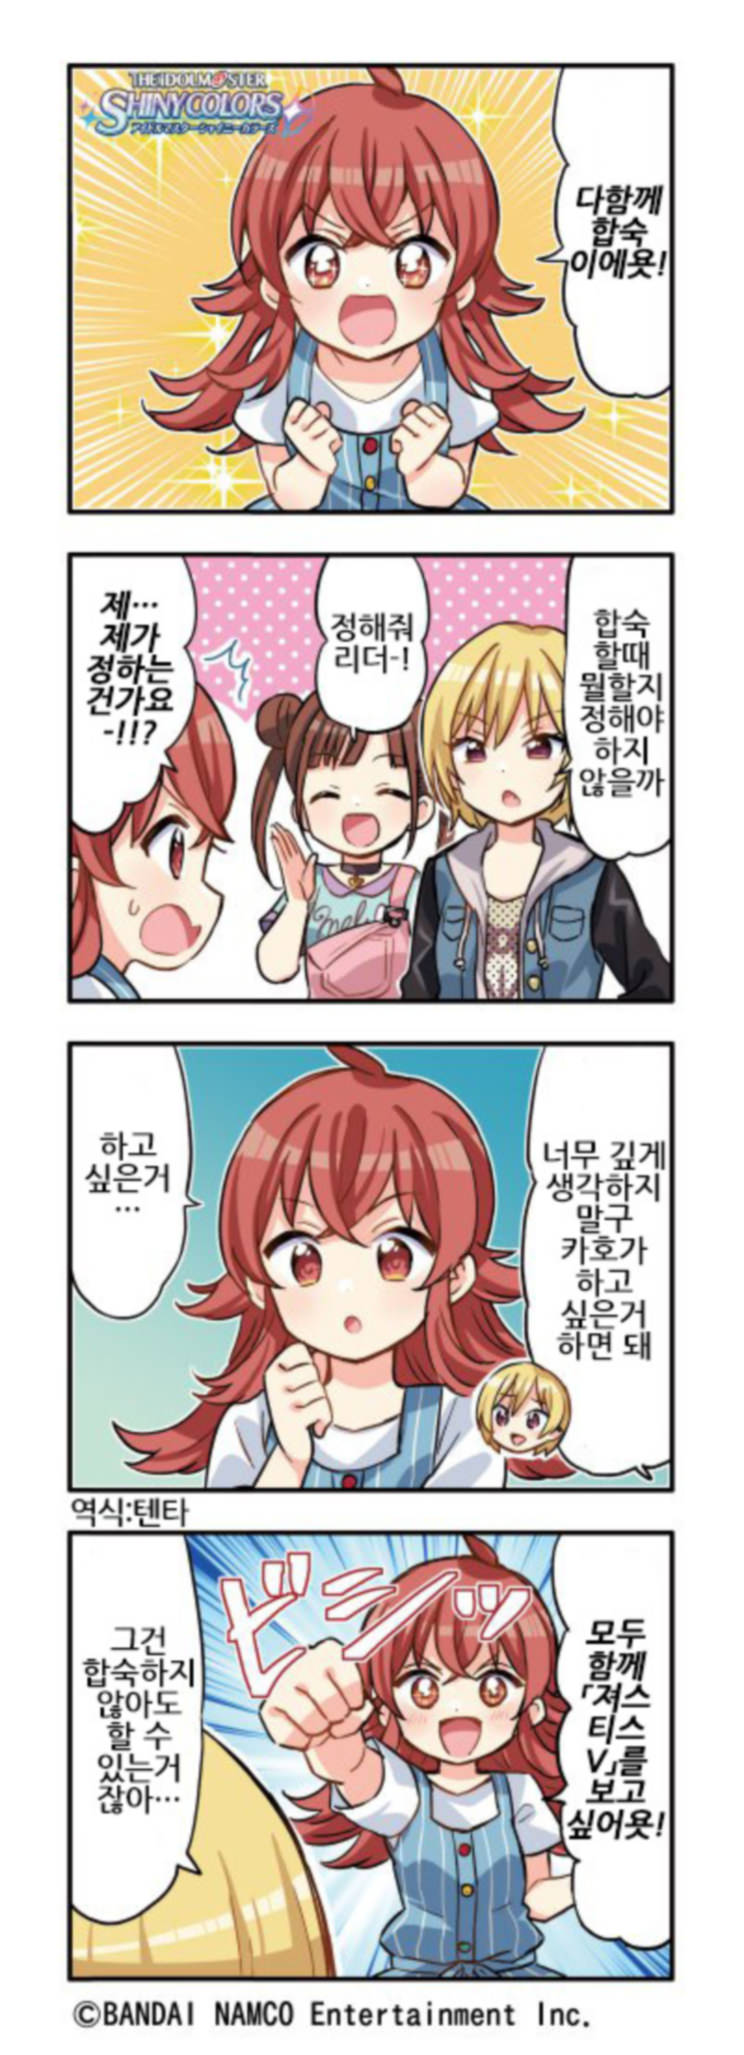 THE iDOLM@STER
SHINY COLORS
アイドルマスターシャイニーカラーズ
다함께
합숙
이에욧!
합숙
할때
뭘할지
정해야
하지
않을까
정해줘
리더-!
제…
제가
정하는
건가요
-!!?
너무 깊게
생각하지
말구
카호가
하고
싶은거
하면 돼
하고
싶은거
…
역식:텐타
모두
함께
「져스
티스
V」를
보고
싶어욧!
ビシッ
그건
합숙하지
않아도
할 수
있는거
잖아…
©BANDAI NAMCO Entertainment Inc.